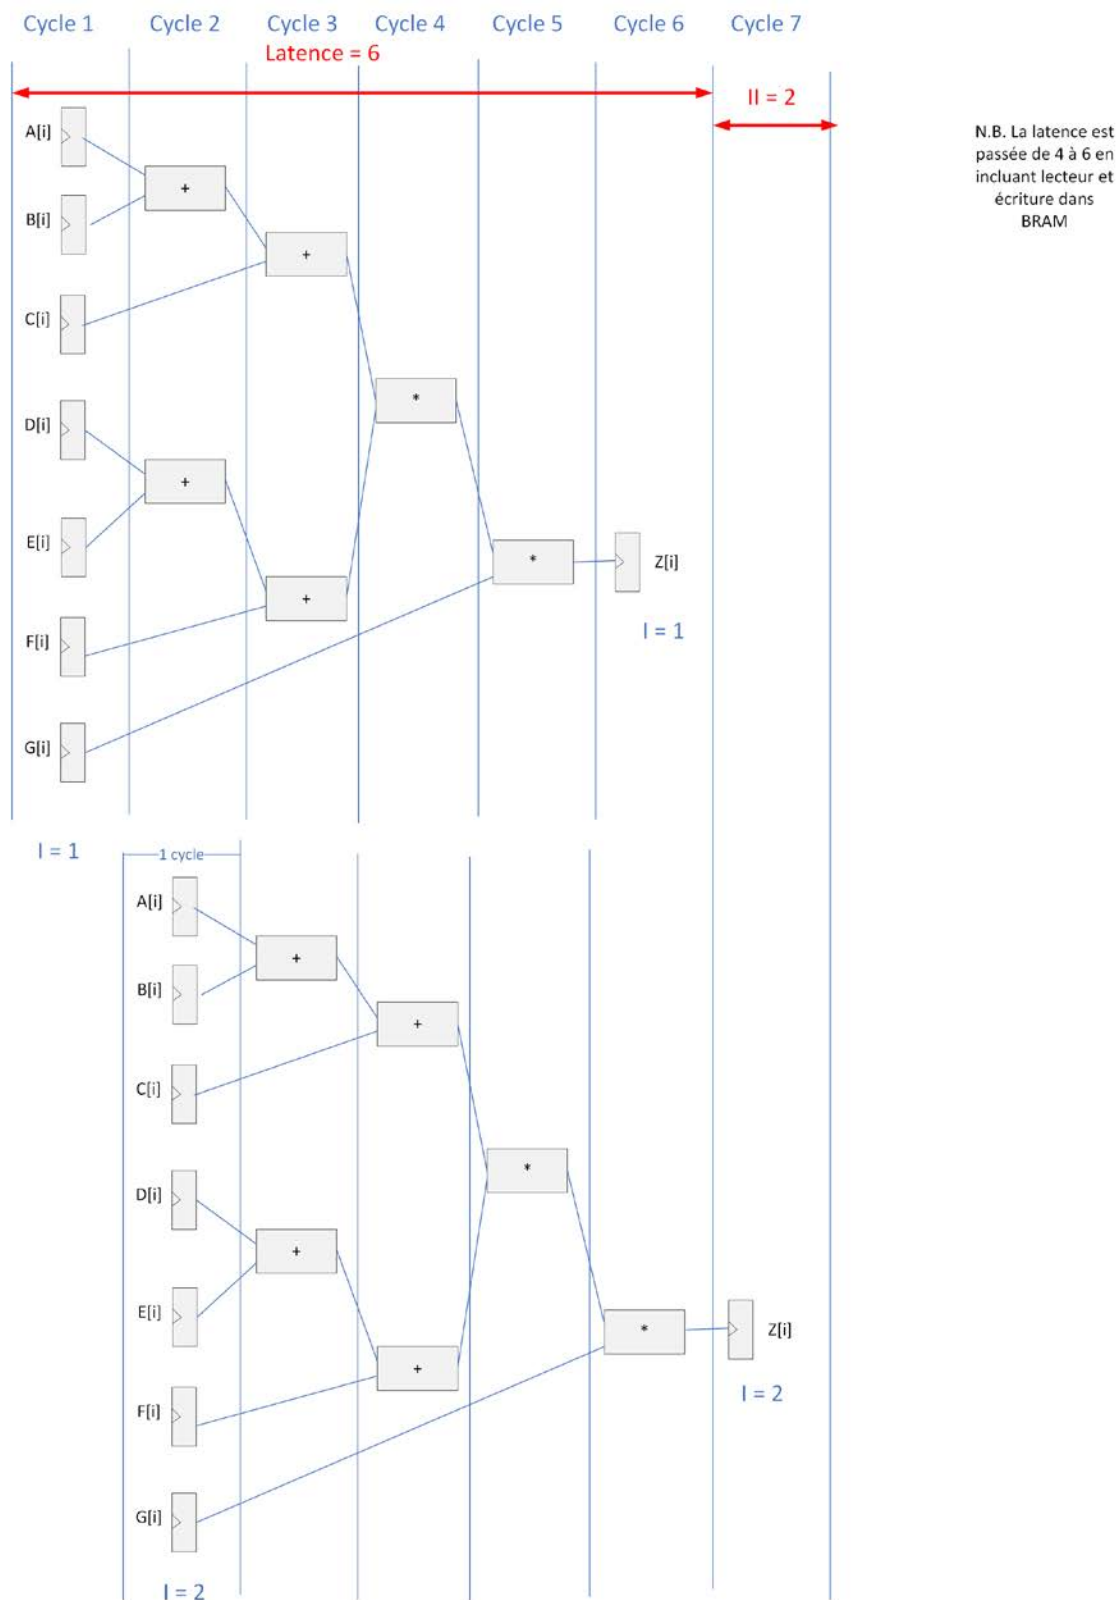 Cycle 1 Cycle 2 Cycle 3 Cycle 4 Cycle 5 Cycle 6 Cycle 7
Latence = 6
II = 2
N.B. La latence est
passée de 4 à 6 en
incluant lecteur et
écriture dans
BRAM
A[i]
+
B[i]
+
C[i]
*
D[i]
+
E[i]
*
Z[i]
+
F[i]
I = 1
G[i]
I = 1
1 cycle
A[i]
+
B[i]
+
C[i]
*
D[i]
+
E[i]
*
Z[i]
+
F[i]
I = 2
G[i]
I = 2